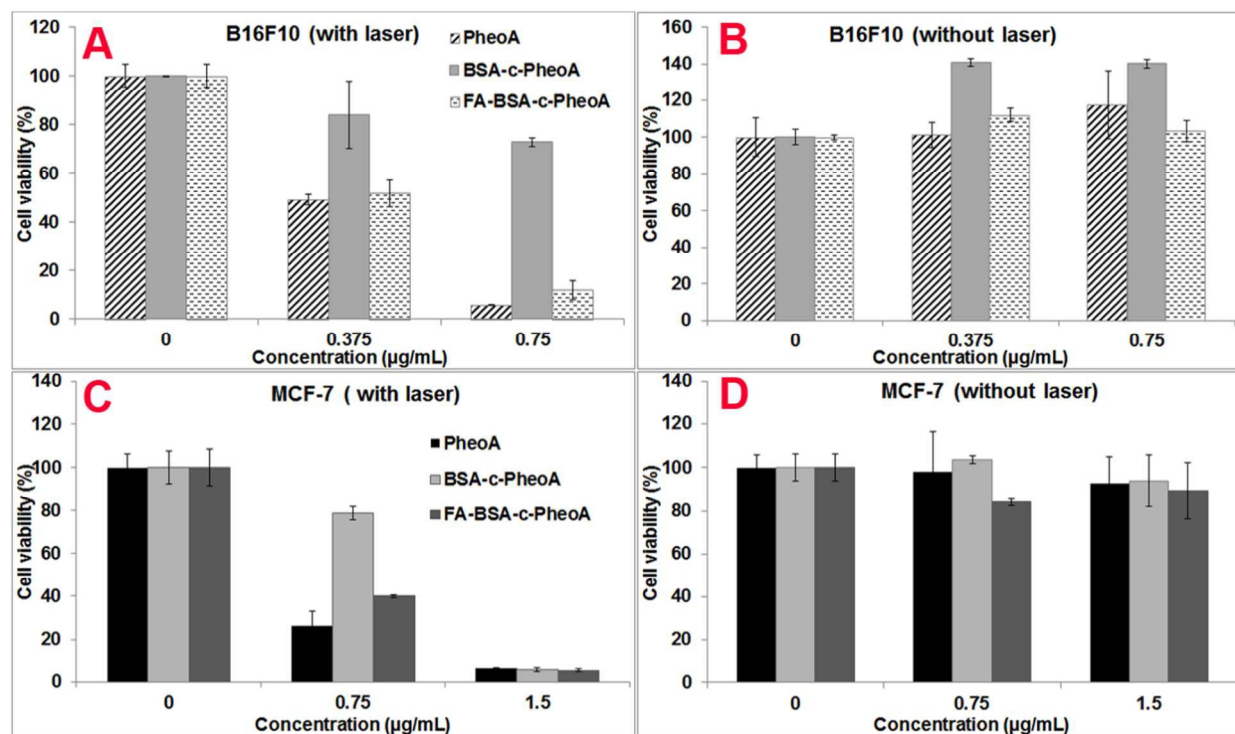 A
B16F10 (with laser)
PheoA
BSA-c-PheoA
FA-BSA-c-PheoA
Cell viability (%)
120
100
80
60
40
20
0
0 0.375 0.75
Concentration (µg/mL)
B
B16F10 (without laser)
Cell viability (%)
160
140
120
100
80
60
40
20
0
0 0.375 0.75
Concentration (µg/mL)
C
MCF-7 ( with laser)
PheoA
BSA-c-PheoA
FA-BSA-c-PheoA
Cell viability (%)
140
120
100
80
60
40
20
0
0 0.75 1.5
Concentration (µg/mL)
D
MCF-7 (without laser)
Cell viability (%)
140
120
100
80
60
40
20
0
0 0.75 1.5
Concentration (µg/mL)